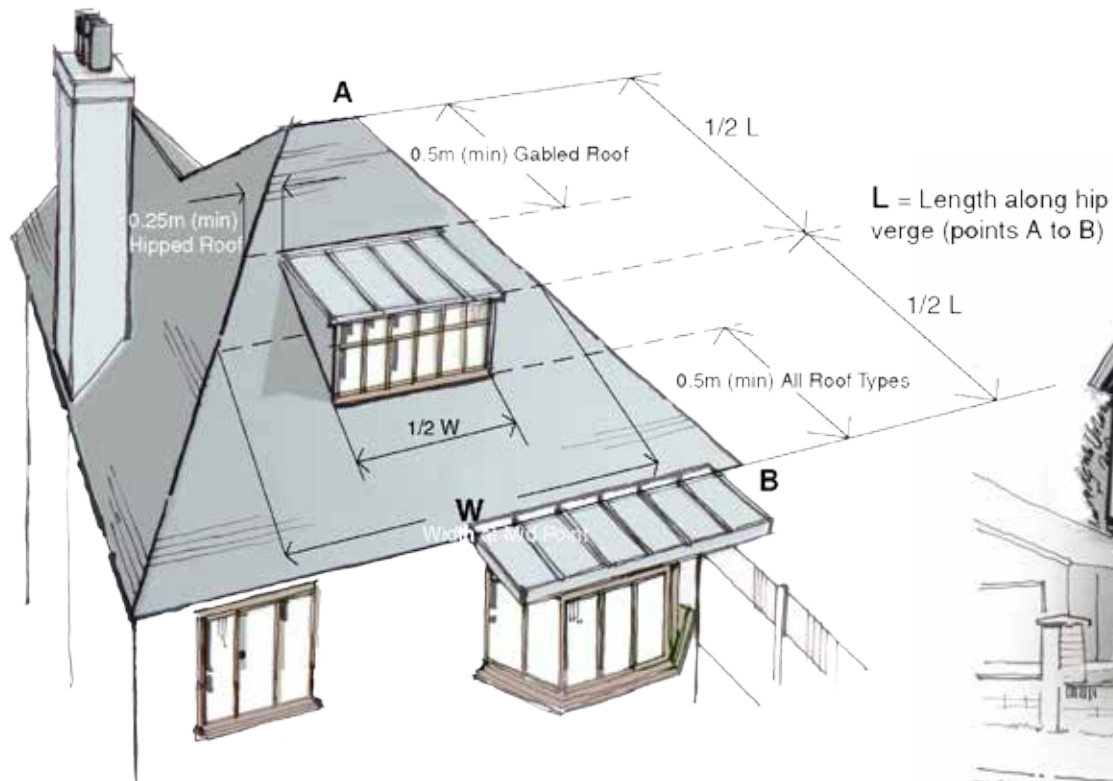 A
1/2 L
0.5m (min) Gabled Roof
L = Length along hip
verge (points A to B)
0.25m (min)
Hipped Roof
1/2 L
0.5m (min) All Roof Types
1/2 W
B
W
Width at Mid Point